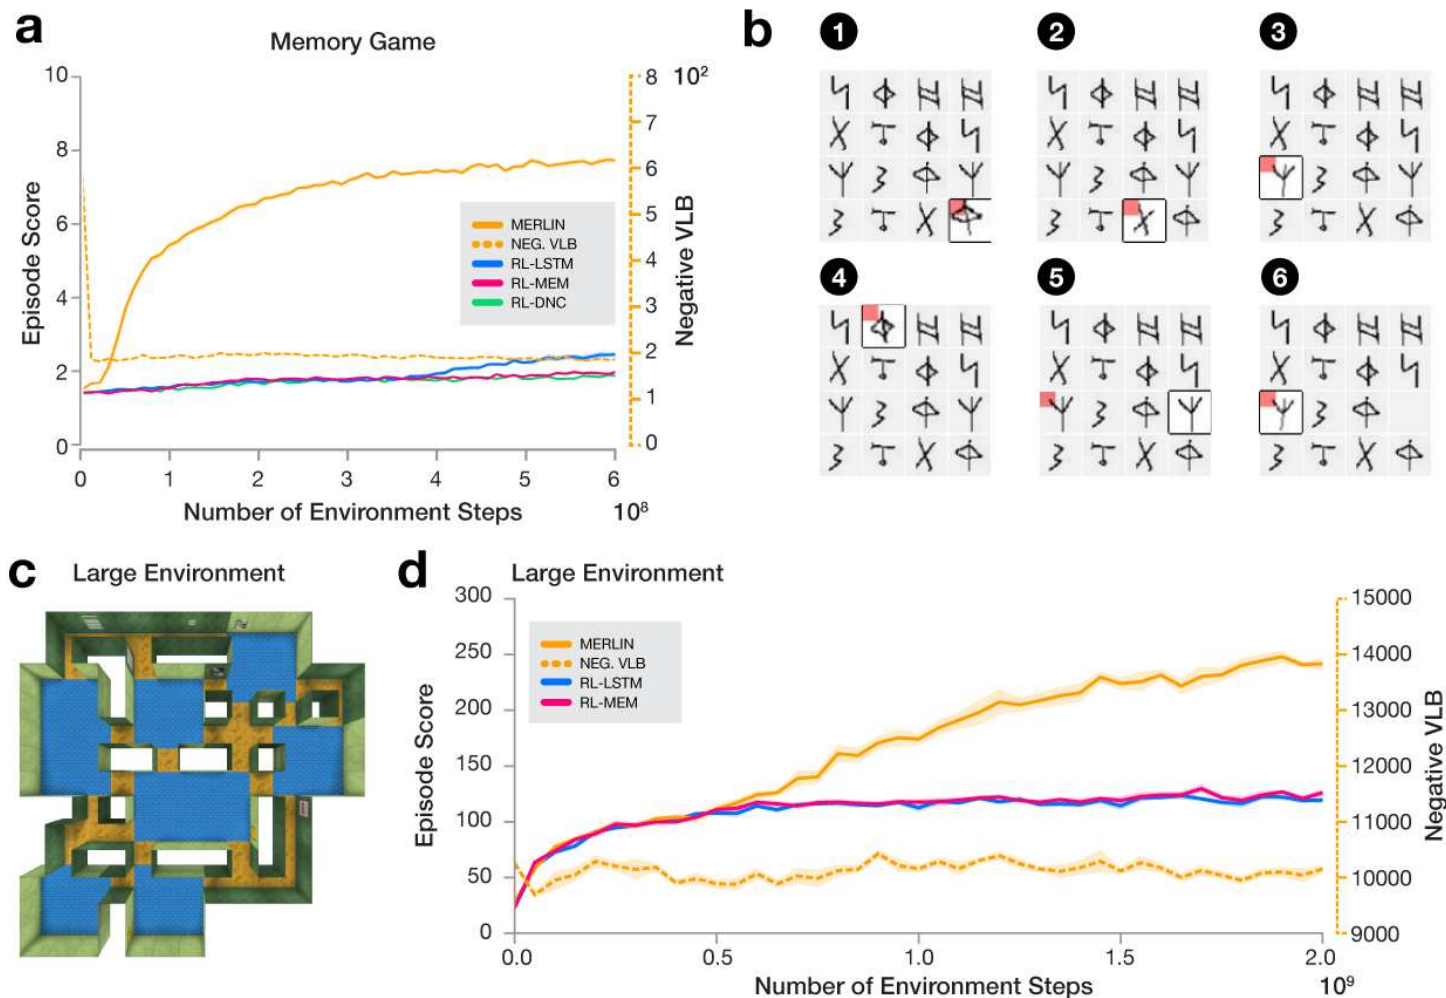 a
Memory Game
Episode Score
10
8
6
4
2
0
0 1 2 3 4 5 6
Number of Environment Steps 10⁸
8 10²
7
6
5
4
3
2
1
0
Negative VLB
MERLIN
NEG. VLB
RL-LSTM
RL-MEM
RL-DNC
b
1 2 3
4 5 6
c Large Environment
d Large Environment
Episode Score
300
250
200
150
100
50
0
MERLIN
NEG. VLB
RL-LSTM
RL-MEM
15000
14000
13000
12000
11000
10000
9000
Negative VLB
0.0 0.5 1.0 1.5 2.0
Number of Environment Steps 10⁹